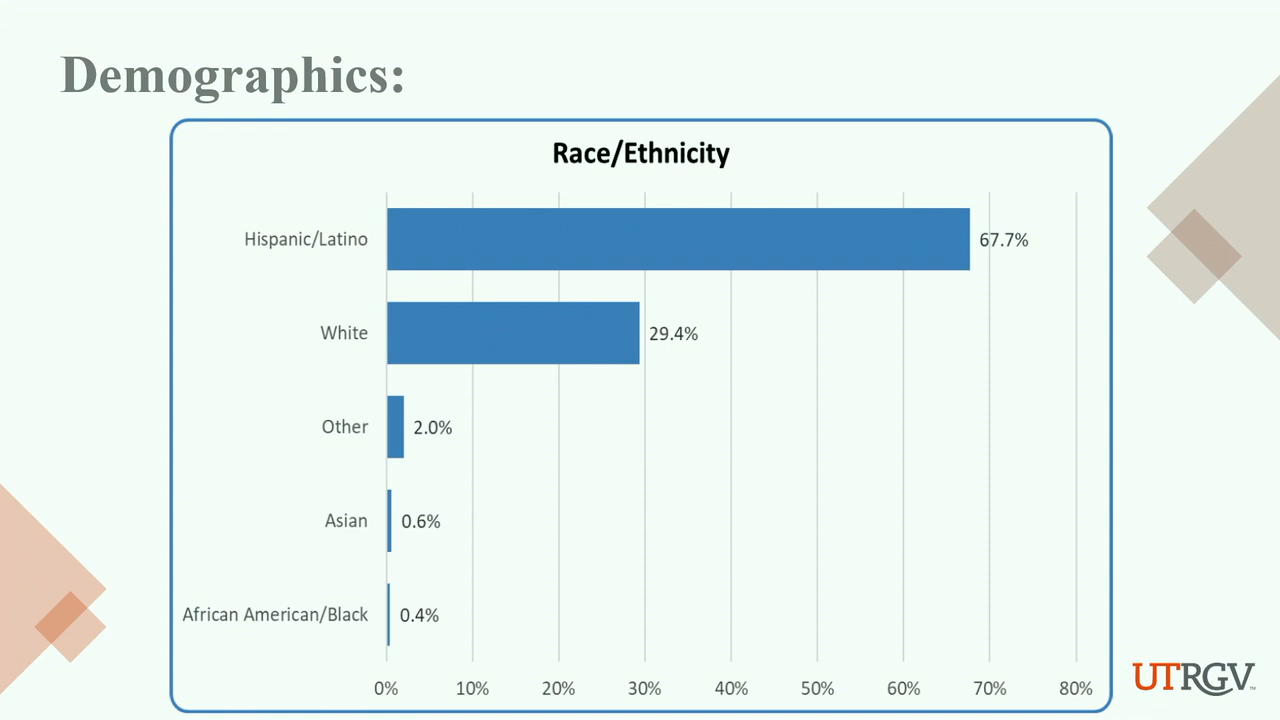 Demographics:
Race/Ethnicity
Hispanic/Latino 67.7%
White 29.4%
Other 2.0%
Asian 0.6%
African American/Black 0.4%
0% 10% 20% 30% 40% 50% 60% 70% 80%
UTRGV™